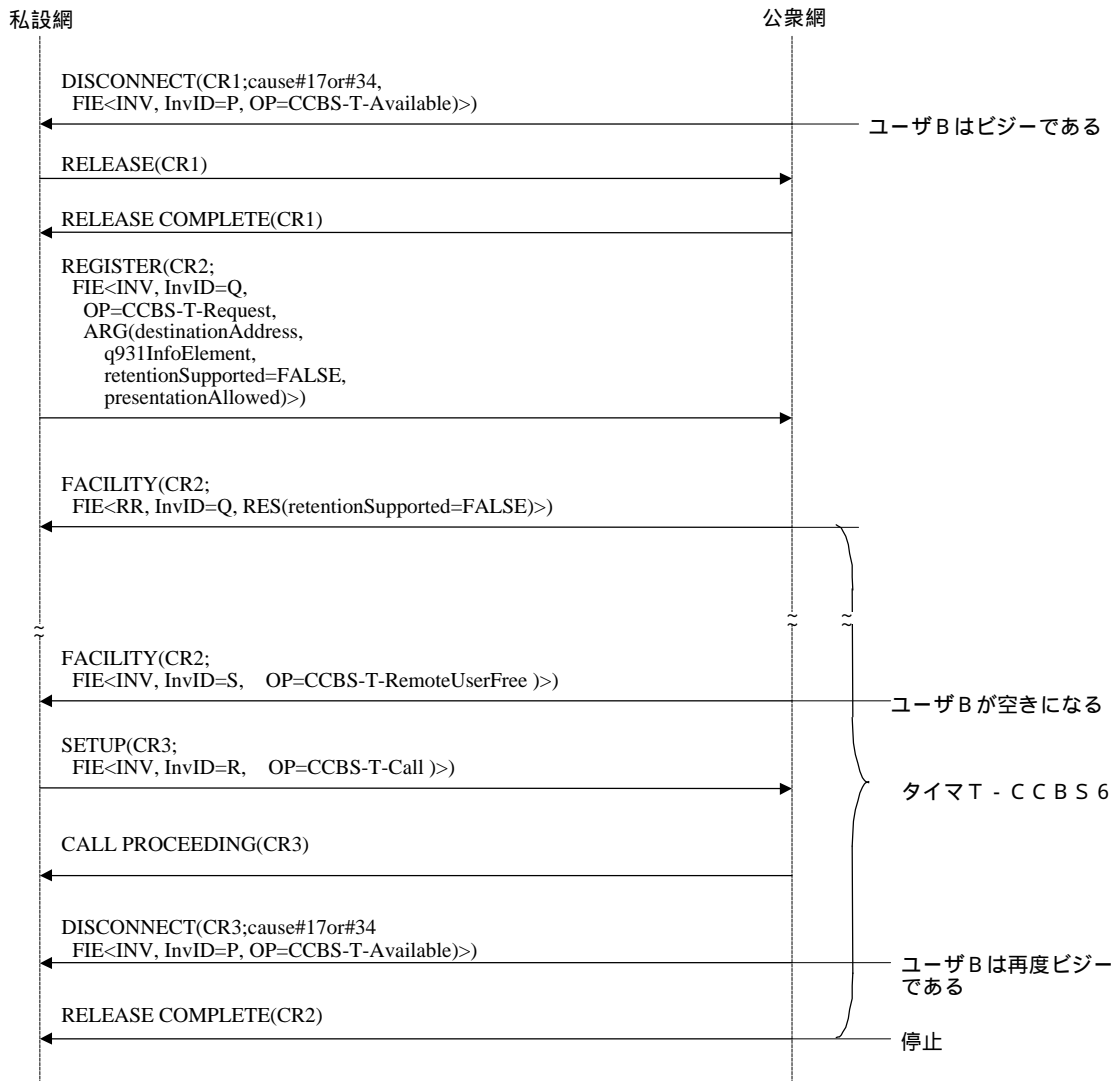 私設網
公衆網
DISCONNECT(CR1;cause#17or#34,
FIE<INV, InvID=P, OP=CCBS-T-Available)>)
ユーザBはビジーである
RELEASE(CR1)
RELEASE COMPLETE(CR1)
REGISTER(CR2;
FIE<INV, InvID=Q,
OP=CCBS-T-Request,
ARG(destinationAddress,
q931InfoElement,
retentionSupported=FALSE,
presentationAllowed)>)
FACILITY(CR2;
FIE<RR, InvID=Q, RES(retentionSupported=FALSE)>)
~
~
~
~
~
~
FACILITY(CR2;
FIE<INV, InvID=S, OP=CCBS-T-RemoteUserFree )>)
ユーザBが空きになる
SETUP(CR3;
FIE<INV, InvID=R, OP=CCBS-T-Call )>)
タイマT-CCBS6
CALL PROCEEDING(CR3)
DISCONNECT(CR3;cause#17or#34
FIE<INV, InvID=P, OP=CCBS-T-Available)>)
ユーザBは再度ビジー
である
RELEASE COMPLETE(CR2)
停止